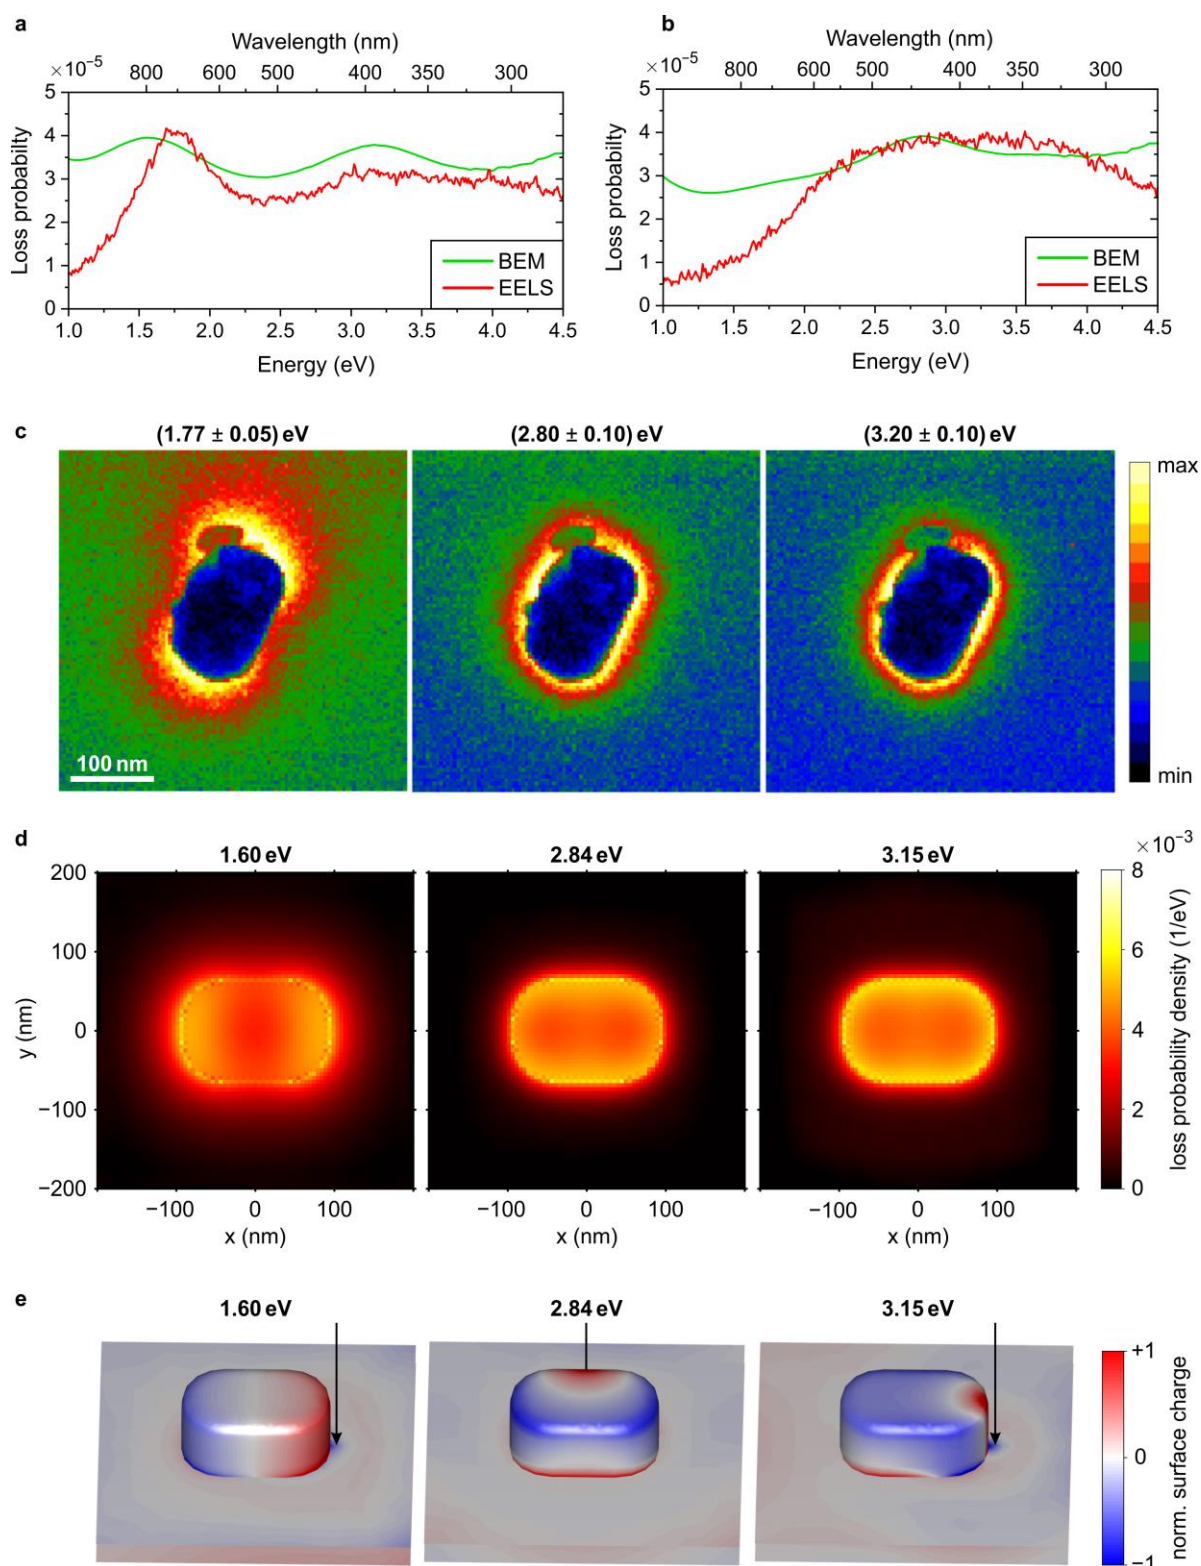 a
Wavelength (nm)
×10⁻⁵ 800 600 500 400 350 300
5
4
3
2
1
0
Loss probability
BEM
EELS
1.0 1.5 2.0 2.5 3.0 3.5 4.0 4.5
Energy (eV)
b
Wavelength (nm)
×10⁻⁵ 800 600 500 400 350 300
5
4
3
2
1
0
Loss probability
BEM
EELS
1.0 1.5 2.0 2.5 3.0 3.5 4.0 4.5
Energy (eV)
c
(1.77 ± 0.05) eV (2.80 ± 0.10) eV (3.20 ± 0.10) eV
max
100 nm
min
d
1.60 eV 2.84 eV 3.15 eV
×10⁻³
200
100
0
−100
−200
y (nm)
8
6
4
2
0
loss probability density (1/eV)
−100 0 100 −100 0 100 −100 0 100
x (nm) x (nm) x (nm)
e
1.60 eV 2.84 eV 3.15 eV
+1
0
−1
norm. surface charge